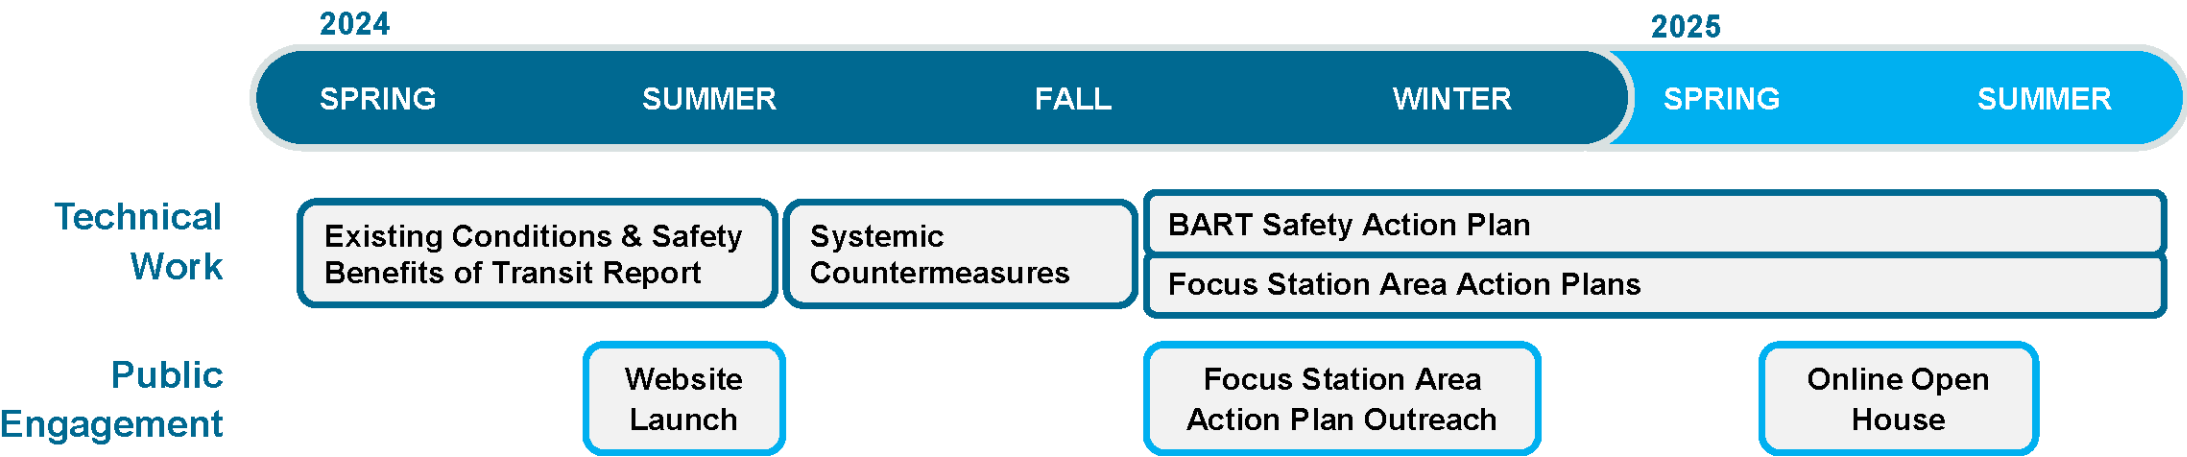 2024
2025
SPRING
SUMMER
FALL
WINTER
SPRING
SUMMER
Technical
Work
Existing Conditions & Safety
Benefits of Transit Report
Systemic
Countermeasures
BART Safety Action Plan
Focus Station Area Action Plans
Public
Engagement
Website
Launch
Focus Station Area
Action Plan Outreach
Online Open
House